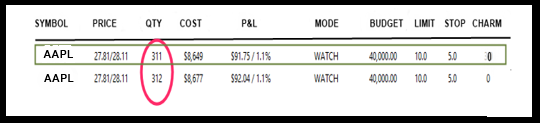 SYMBOL PRICE QTY COST P&L MODE BUDGET LIMIT STOP CHARM
AAPL 27.81/28.11 311 $8,649 $91.75 / 1.1% WATCH 40,000.00 10.0 5.0 0
AAPL 27.81/28.11 312 $8,677 $92.04 / 1.1% WATCH 40,000.00 10.0 5.0 0